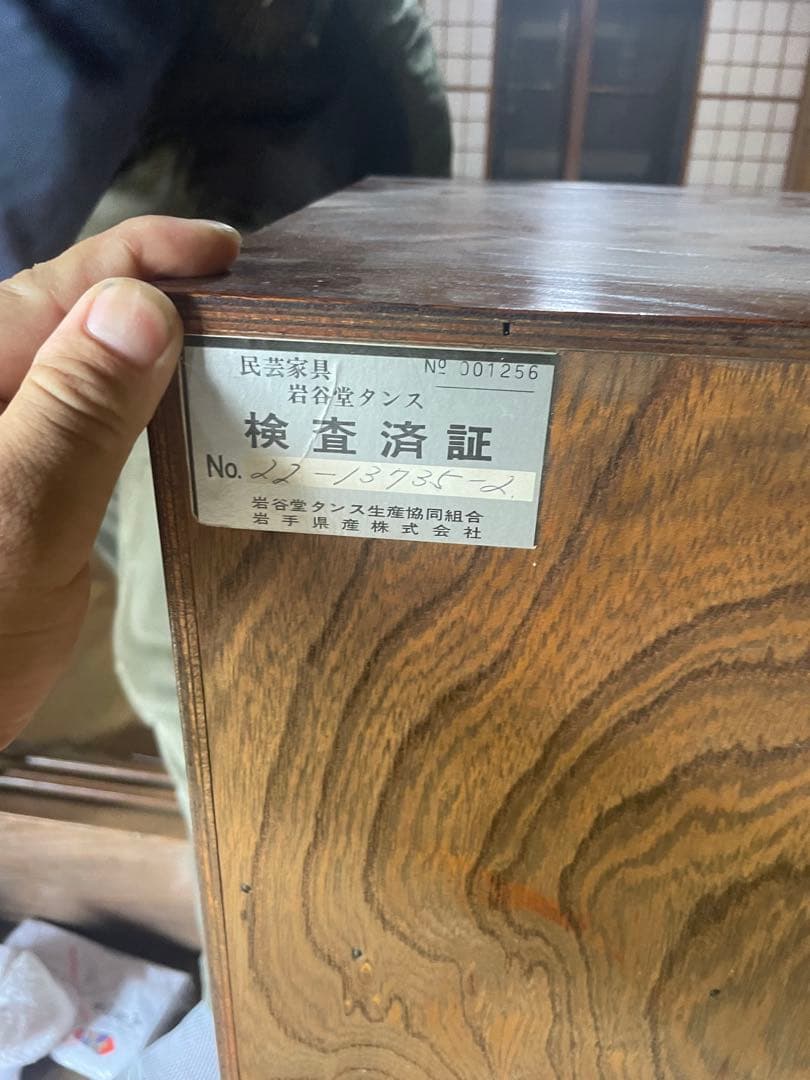 民芸家具 № 001256
岩谷堂タンス
検査済証
No. 22-13735-2
岩谷堂タンス生産協同組合
岩手県産株式会社